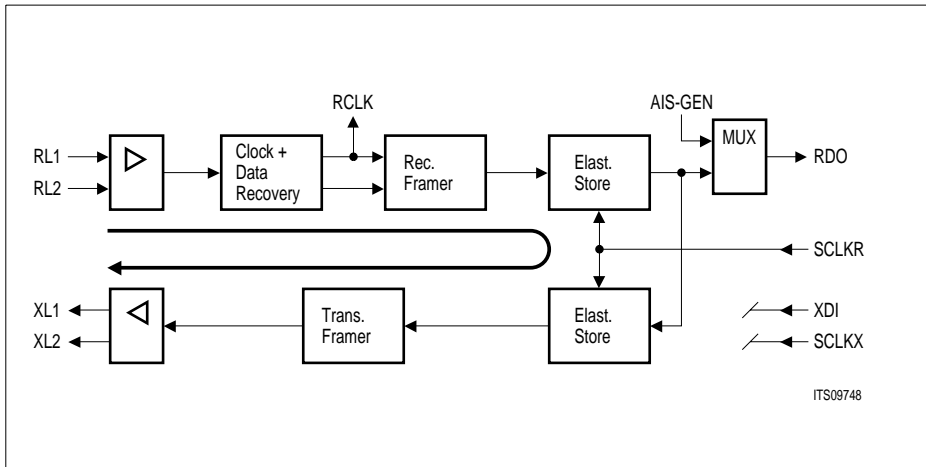 RCLK
AIS-GEN
MUX
RL1
RL2
Clock +
Data
Recovery
Rec.
Framer
Elast.
Store
RDO
SCLKR
XL1
XL2
Trans.
Framer
Elast.
Store
XDI
SCLKX
ITS09748